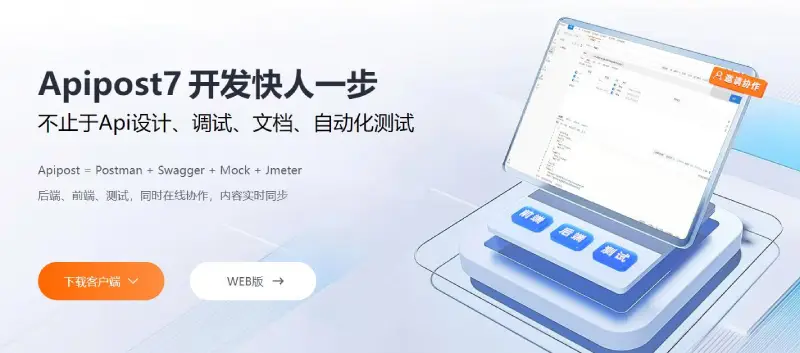 Apipost7 开发快人一步
不止于Api设计、调试、文档、自动化测试
Apipost = Postman + Swagger + Mock + Jmeter
后端、前端、测试，同时在线协作，内容实时同步
下载客户端
WEB版 →
邀请协作
前端
后端
测试